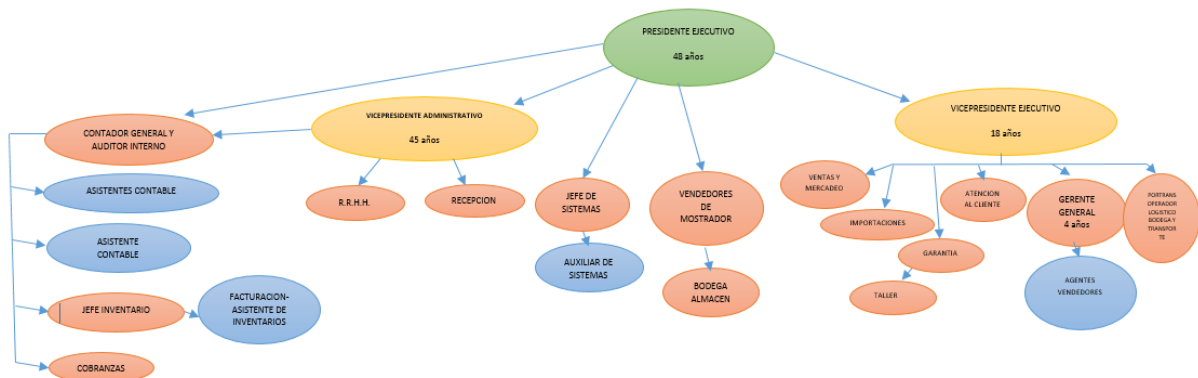 PRESIDENTE EJECUTIVO
48 años
VICEPRESIDENTE ADMINISTRATIVO
45 años
VICEPRESIDENTE EJECUTIVO
18 años
CONTADOR GENERAL Y
AUDITOR INTERNO
ASISTENTES CONTABLE
ASISTENTE
CONTABLE
JEFE INVENTARIO
FACTURACION-
ASISTENTE DE
INVENTARIOS
COBRANZAS
R.R.H.H.
RECEPCION
JEFE DE
SISTEMAS
AUXILIAR DE
SISTEMAS
VENDEDORES
DE
MOSTRADOR
BODEGA
ALMACEN
VENTAS Y
MERCADEO
IMPORTACIONES
GARANTIA
TALLER
ATENCION
AL CLIENTE
GERENTE
GENERAL
4 años
AGENTES
VENDEDORES
FORTRANS
OPERADOR
LOGISTICO
BODEGA Y
TRANSPOR
TE